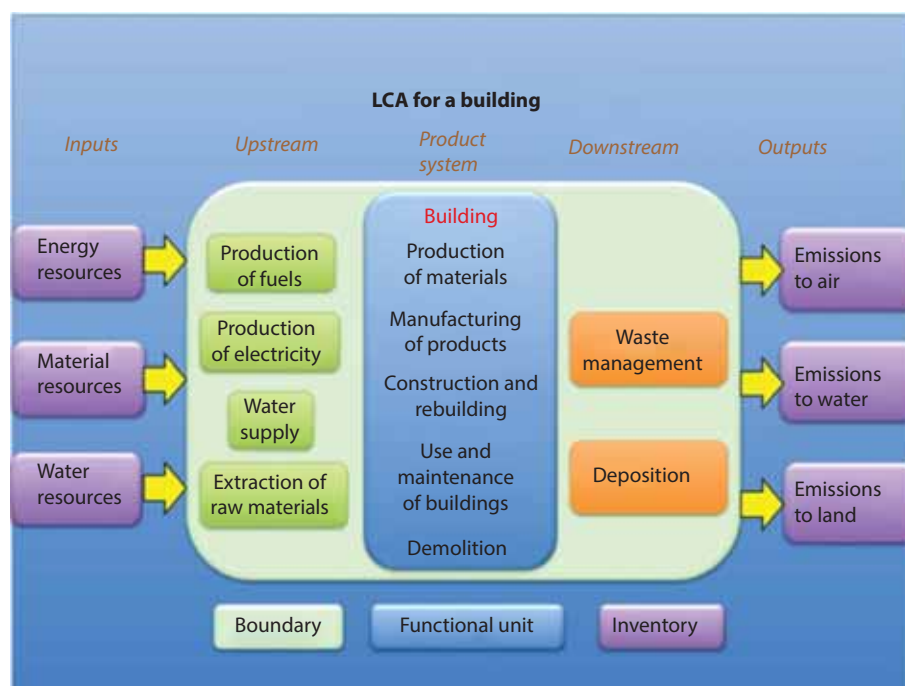 LCA for a building
Inputs
Upstream
Product
system
Downstream
Outputs
Energy
resources
Material
resources
Water
resources
Production
of fuels
Production
of electricity
Water
supply
Extraction of
raw materials
Building
Production
of materials
Manufacturing
of products
Construction and
rebuilding
Use and
maintenance
of buildings
Demolition
Waste
management
Deposition
Emissions
to air
Emissions
to water
Emissions
to land
Boundary
Functional unit
Inventory